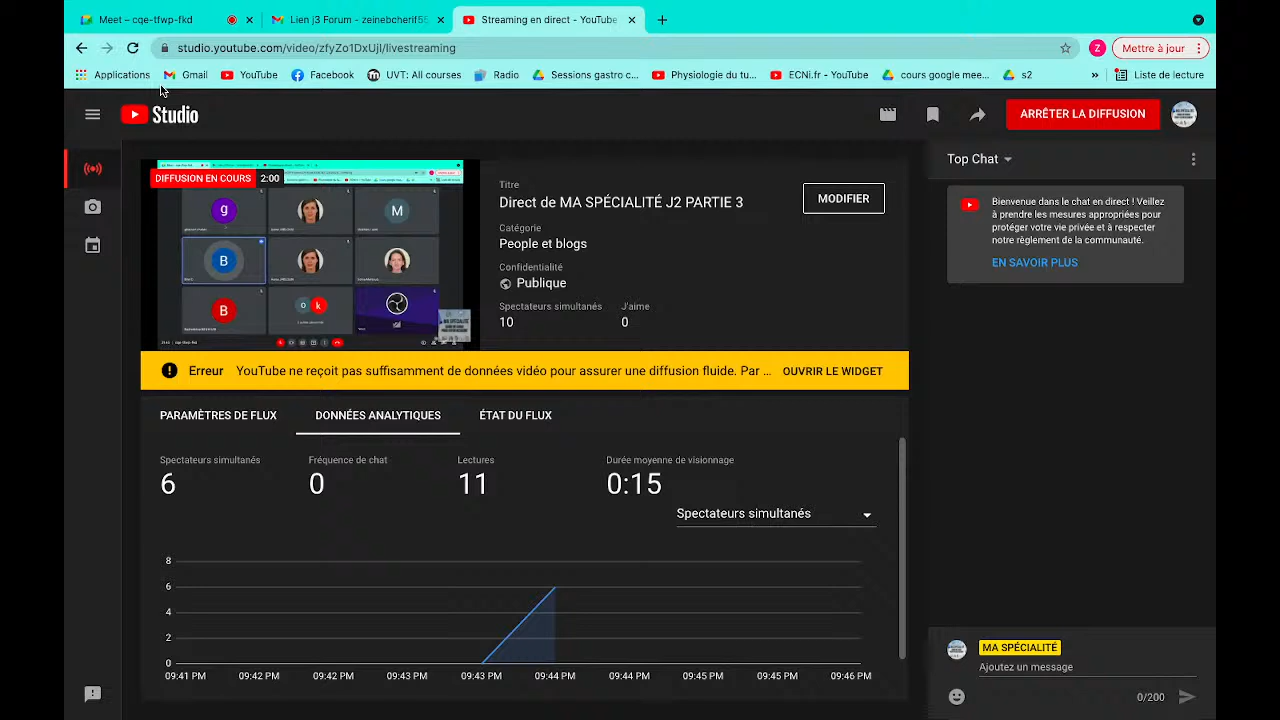 Meet – cqe-tfwp-fkd
Lien j3 Forum - zeinebcherif55
Streaming en direct - YouTube
studio.youtube.com/video/zfyZo1DxUjI/livestreaming
Mettre à jour
Applications
Gmail
YouTube
Facebook
UVT: All courses
Radio
Sessions gastro c...
Physiologie du tu...
ECNi.fr - YouTube
cours google mee...
s2
»
Liste de lecture
Studio
ARRÊTER LA DIFFUSION
DIFFUSION EN COURS 2:00
g
M
B
B
o
k
Titre
Direct de MA SPÉCIALITÉ J2 PARTIE 3
MODIFIER
Catégorie
People et blogs
Confidentialité
Publique
Spectateurs simultanés
J'aime
10
0
Top Chat
Bienvenue dans le chat en direct ! Veillez
à prendre les mesures appropriées pour
protéger votre vie privée et à respecter
notre règlement de la communauté.
EN SAVOIR PLUS
Erreur YouTube ne reçoit pas suffisamment de données vidéo pour assurer une diffusion fluide. Par ... OUVRIR LE WIDGET
PARAMÈTRES DE FLUX
DONNÉES ANALYTIQUES
ÉTAT DU FLUX
Spectateurs simultanés
Fréquence de chat
Lectures
Durée moyenne de visionnage
6
0
11
0:15
Spectateurs simultanés
8
6
4
2
0
09:41 PM 09:42 PM 09:42 PM 09:43 PM 09:43 PM 09:44 PM 09:44 PM 09:45 PM 09:45 PM 09:46 PM
MA SPÉCIALITÉ
Ajoutez un message
0/200
Z